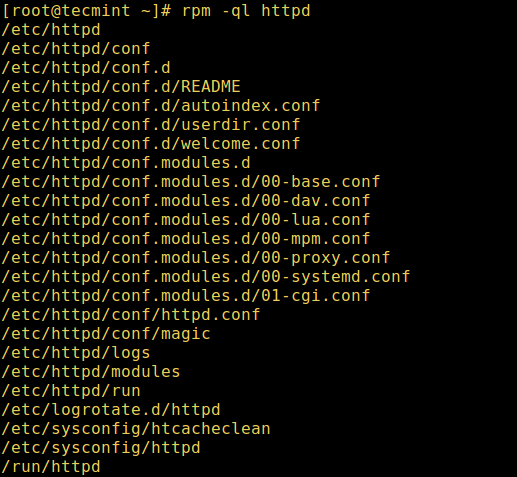 [root@tecmint ~]# rpm -ql httpd
/etc/httpd
/etc/httpd/conf
/etc/httpd/conf.d
/etc/httpd/conf.d/README
/etc/httpd/conf.d/autoindex.conf
/etc/httpd/conf.d/userdir.conf
/etc/httpd/conf.d/welcome.conf
/etc/httpd/conf.modules.d
/etc/httpd/conf.modules.d/00-base.conf
/etc/httpd/conf.modules.d/00-dav.conf
/etc/httpd/conf.modules.d/00-lua.conf
/etc/httpd/conf.modules.d/00-mpm.conf
/etc/httpd/conf.modules.d/00-proxy.conf
/etc/httpd/conf.modules.d/00-systemd.conf
/etc/httpd/conf.modules.d/01-cgi.conf
/etc/httpd/conf/httpd.conf
/etc/httpd/conf/magic
/etc/httpd/logs
/etc/httpd/modules
/etc/httpd/run
/etc/logrotate.d/httpd
/etc/sysconfig/htcacheclean
/etc/sysconfig/httpd
/run/httpd